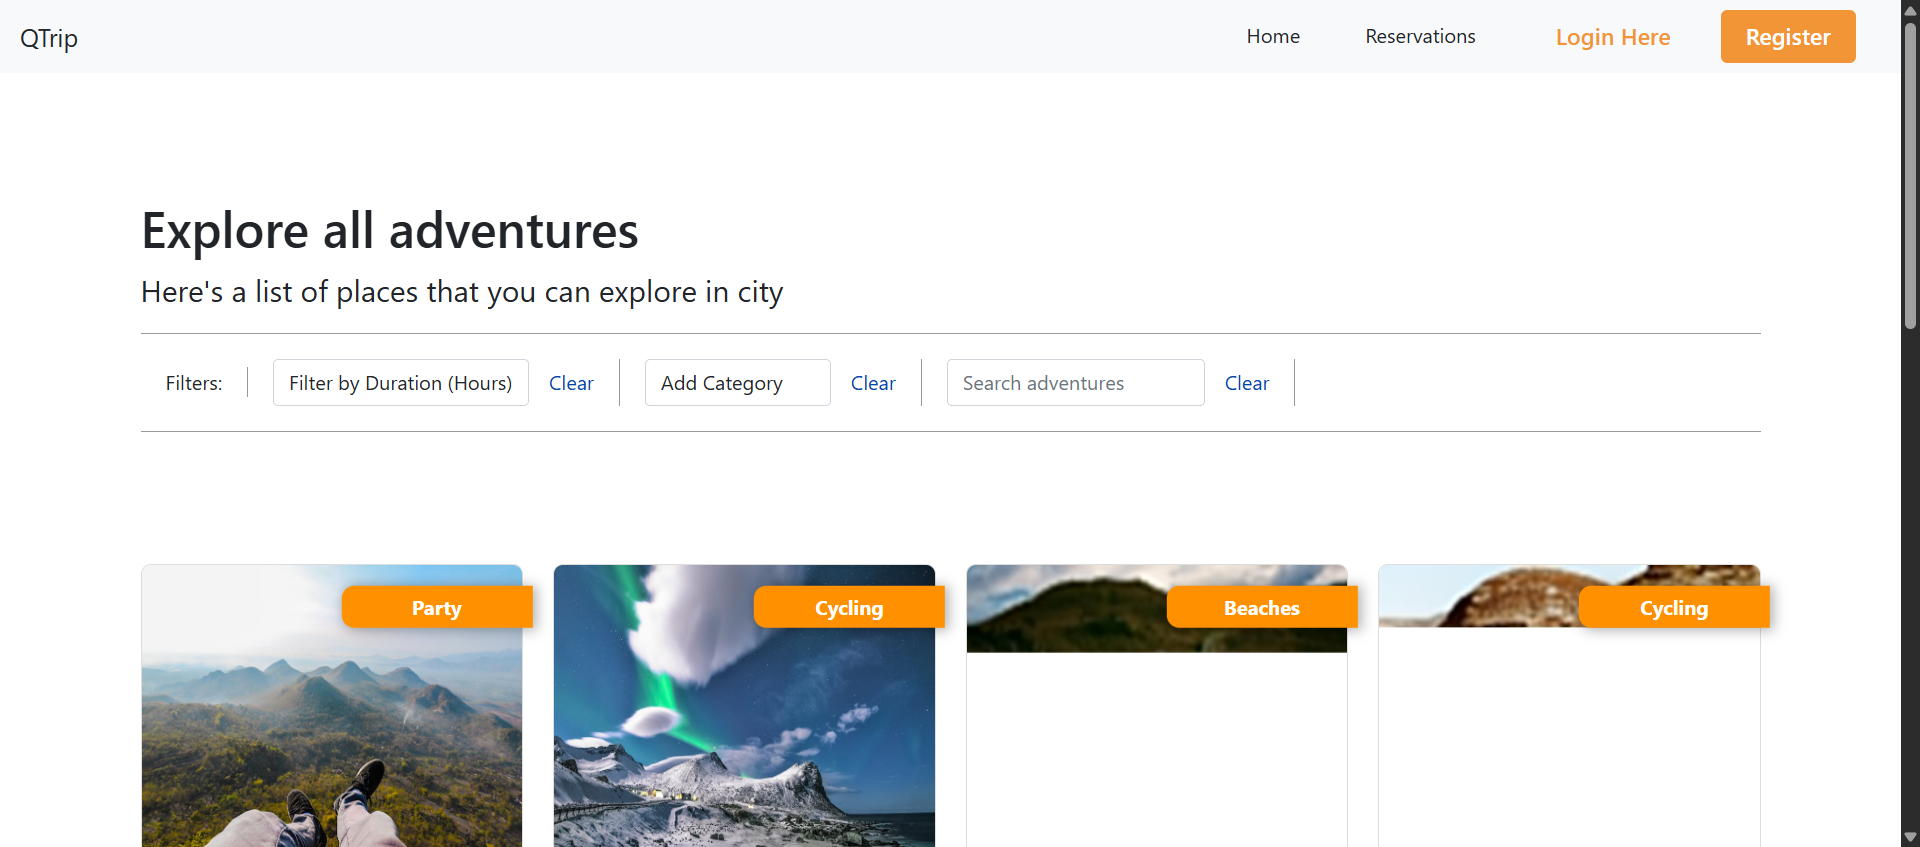 QTrip Home Reservations Login Here Register
Explore all adventures
Here's a list of places that you can explore in city
Filters: Filter by Duration (Hours) Clear Add Category Clear Search adventures Clear
Party Cycling Beaches Cycling